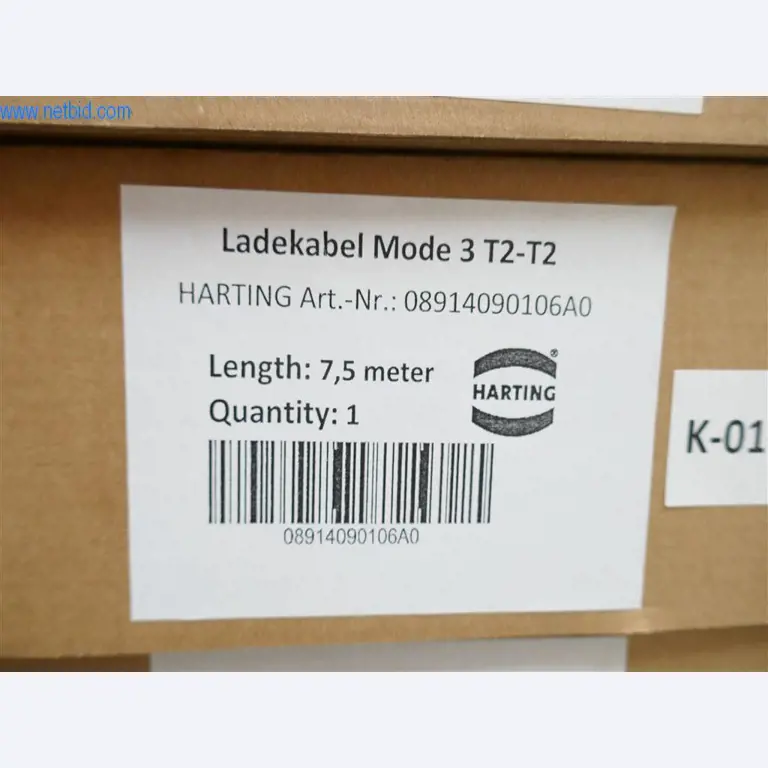 www.netbid.com
Ladekabel Mode 3 T2-T2
HARTING Art.-Nr.: 08914090106A0
Length: 7,5 meter
Quantity: 1
HARTING
®
K-01
08914090106A0